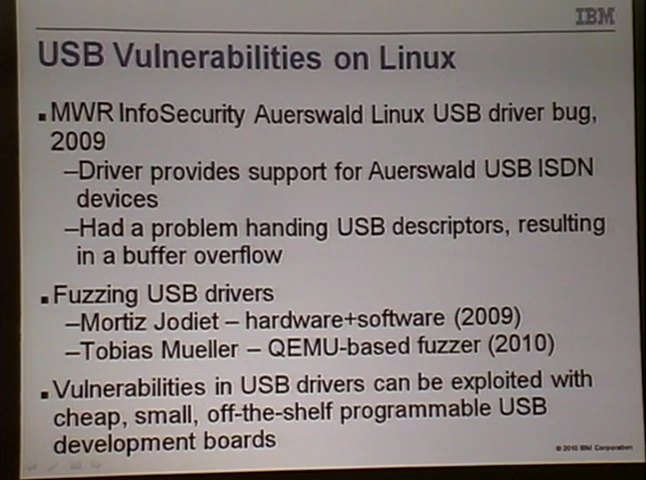 IBM
USB Vulnerabilities on Linux
▪MWR InfoSecurity Auerswald Linux USB driver bug,
2009
–Driver provides support for Auerswald USB ISDN
devices
–Had a problem handing USB descriptors, resulting
in a buffer overflow
▪Fuzzing USB drivers
–Mortiz Jodiet – hardware+software (2009)
–Tobias Mueller – QEMU-based fuzzer (2010)
▪Vulnerabilities in USB drivers can be exploited with
cheap, small, off-the-shelf programmable USB
development boards
© 2010 IBM Corporation